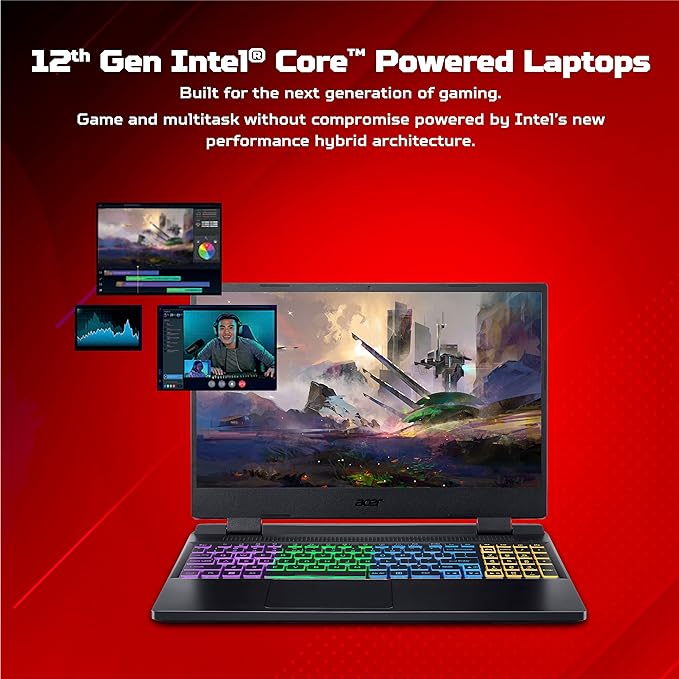 12th Gen Intel® Core™ Powered Laptops
Built for the next generation of gaming.
Game and multitask without compromise powered by Intel's new
performance hybrid architecture.
acer